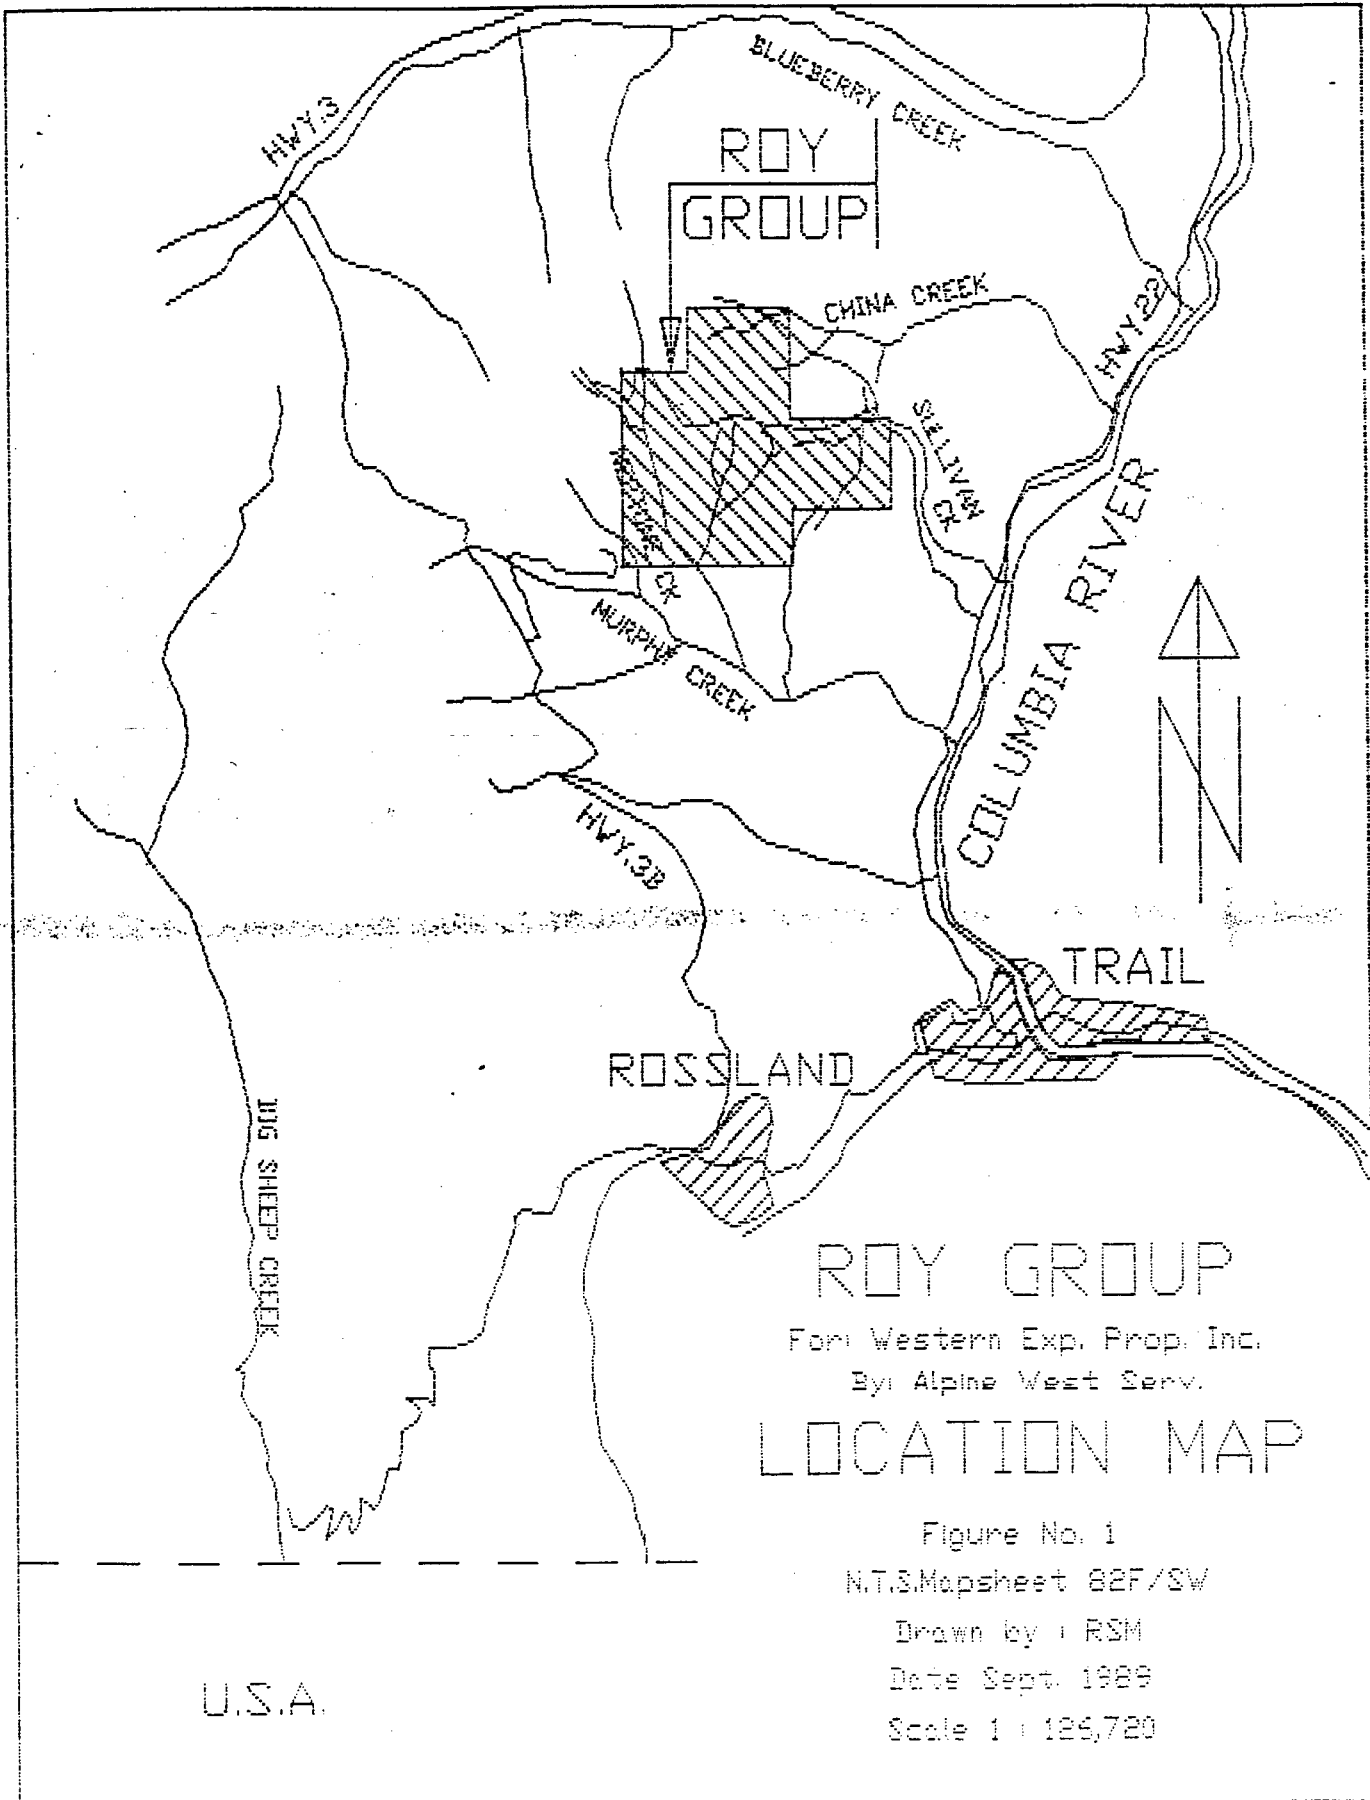 HWY.3
BLUEBERRY CREEK
ROY
GROUP
CHINA CREEK
HWY.22
SULLIVAN
CK
CK
MURPHY
CREEK
COLUMBIA RIVER
N
HWY.3B
TRAIL
ROSSLAND
BIG SHEEP CREEK
ROY GROUP
For: Western Exp. Prop. Inc.
By: Alpine West Serv.
LOCATION MAP
Figure No. 1
N.T.S.Mapsheet 82F/SW
Drawn by : RSM
Date Sept. 1989
Scale 1 : 126,720
U.S.A.